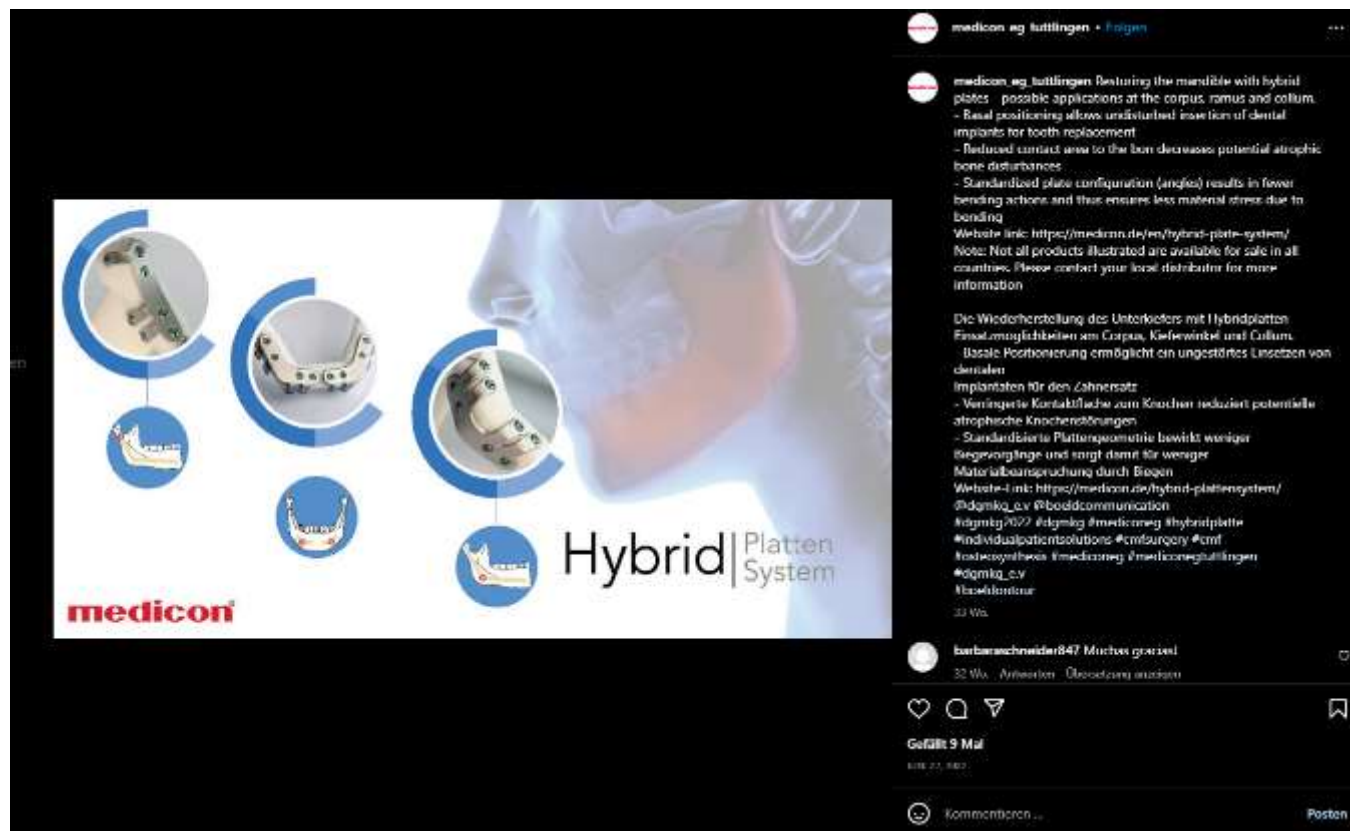 medicon_eg_tuttlingen • Folgen
medicon_eg_tuttlingen Restoring the mandible with hybrid
plates possible applications at the corpus, ramus and collum.
- Basal positioning allows undisturbed insertion of dental
implants for tooth replacement
- Reduced contact area to the bon decreases potential atrophic
bone disturbances
- Standardized plate configuration (angles) results in fewer
bending actions and thus ensures less material stress due to
bending
Website link: https://medicon.de/en/hybrid-plate-system/
Note: Not all products illustrated are available for sale in all
countries. Please contact your local distributor for more
information
Die Wiederherstellung des Unterkiefers mit Hybridplatten
Einsatzmöglichkeiten am Corpus, Kieferwinkel und Collum.
- Basale Positionierung ermöglicht ein ungestörtes Einsetzen von
dentalen
Implantaten für den Zahnersatz
- Verringerte Kontaktfläche zum Knochen reduziert potentielle
atrophische Knochenstörungen
- Standardisierte Plattengeometrie bewirkt weniger
Biegevorgänge und sorgt damit für weniger
Materialbeanspruchung durch Biegen
Website-Link: https://medicon.de/hybrid-plattensystem/
@dgmkg_e.v @boeldcommunication
#dgmkg2022 #dgmkg #mediconeg #hybridplatte
#individualpatientsolutions #cmfsurgery #cmf
#osteosynthesis #mediconeg #mediconegtuttlingen
#dgmkg_e.v
33 Wo.
barbaraschneider847 Muchas gracias!
32 Wo. Antworten Übersetzung anzeigen
Gefällt 9 Mal
Kommentieren ...
Posten
Hybrid
Platten
System
medicon
en